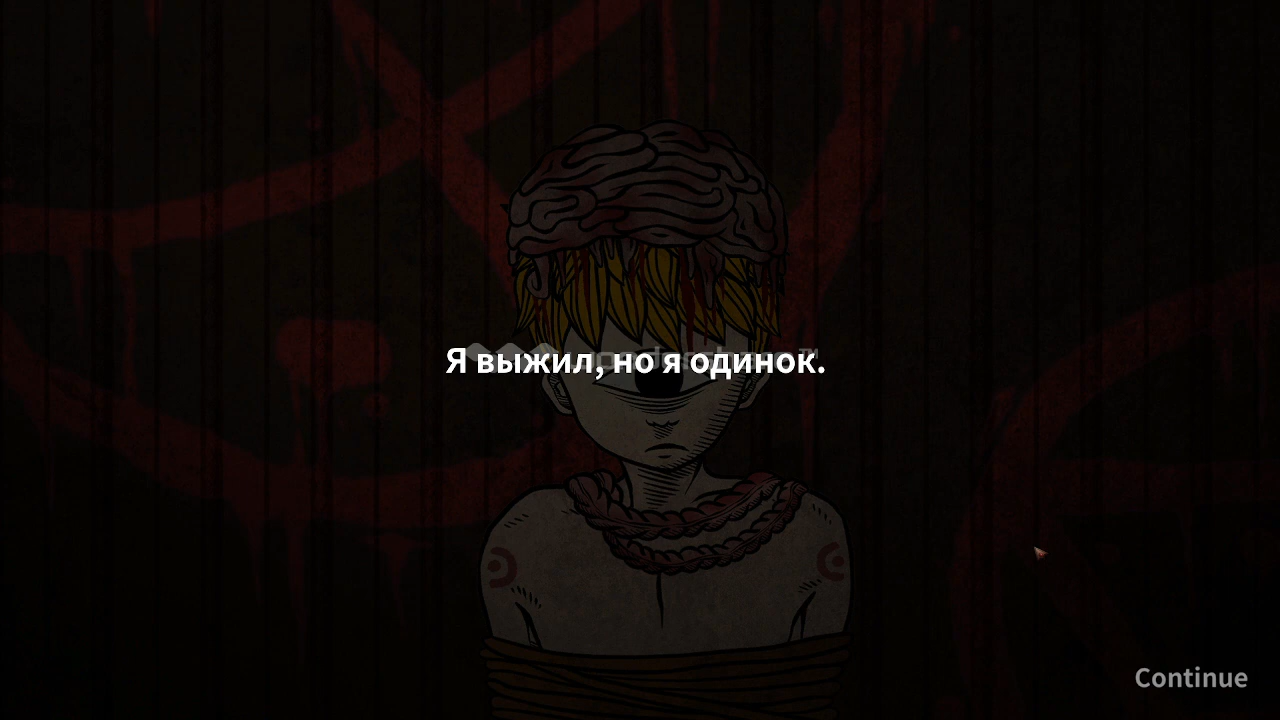 Я выжил, но я одинок.
Continue